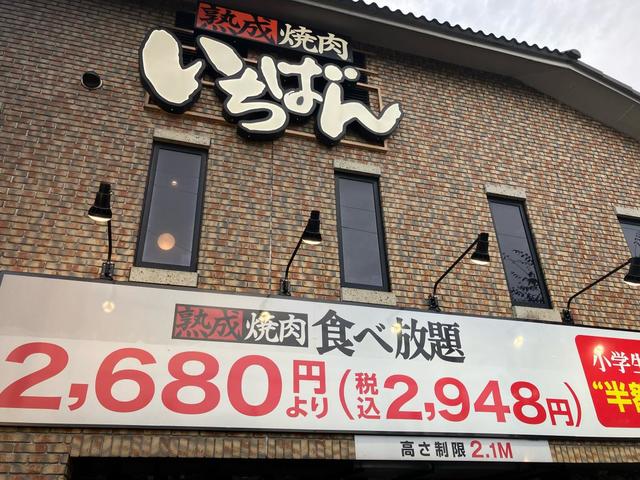 熟成焼肉
いちばん
熟成焼肉食べ放題
2,680円より(税込2,948円)
小学生
"半額
高さ制限2.1M